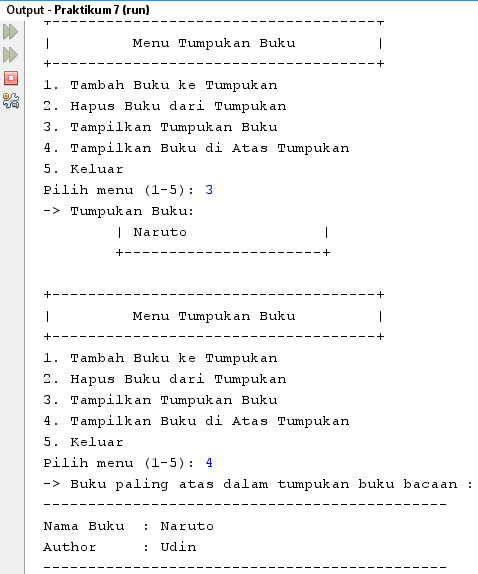 Output - Praktikum 7 (run)
+------------------------------------+
|         Menu Tumpukan Buku         |
+------------------------------------+
1. Tambah Buku ke Tumpukan
2. Hapus Buku dari Tumpukan
3. Tampilkan Tumpukan Buku
4. Tampilkan Buku di Atas Tumpukan
5. Keluar
Pilih menu (1-5): 3
-> Tumpukan Buku:
        | Naruto               |
        +----------------------+
+------------------------------------+
|         Menu Tumpukan Buku         |
+------------------------------------+
1. Tambah Buku ke Tumpukan
2. Hapus Buku dari Tumpukan
3. Tampilkan Tumpukan Buku
4. Tampilkan Buku di Atas Tumpukan
5. Keluar
Pilih menu (1-5): 4
-> Buku paling atas dalam tumpukan buku bacaan :
---------------------------------------------
Nama Buku  : Naruto
Author     : Udin
---------------------------------------------